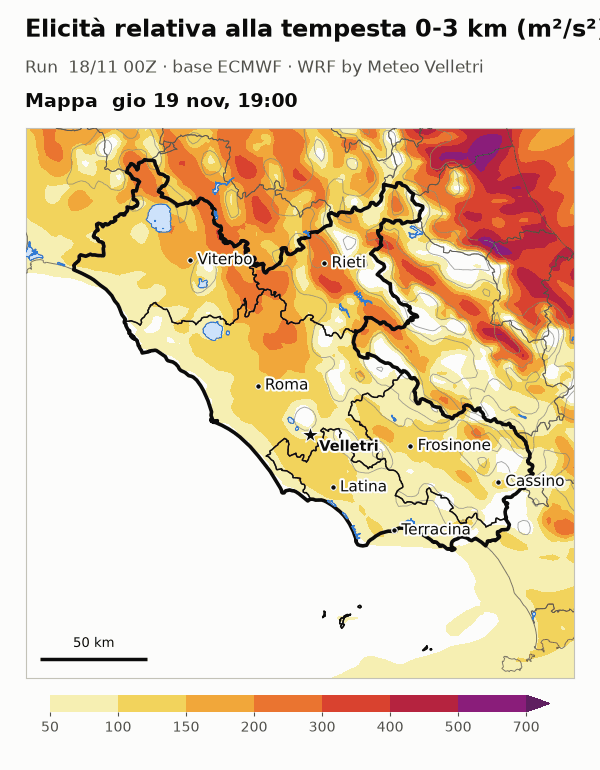 Elicità relativa alla tempesta 0-3 km (m²/s²)
Run 18/11 00Z · base ECMWF · WRF by Meteo Velletri
Mappa gio 19 nov, 19:00
Viterbo
Rieti
Roma
Velletri
Frosinone
Cassino
Latina
Terracina
50 km
50 100 150 200 300 400 500 700